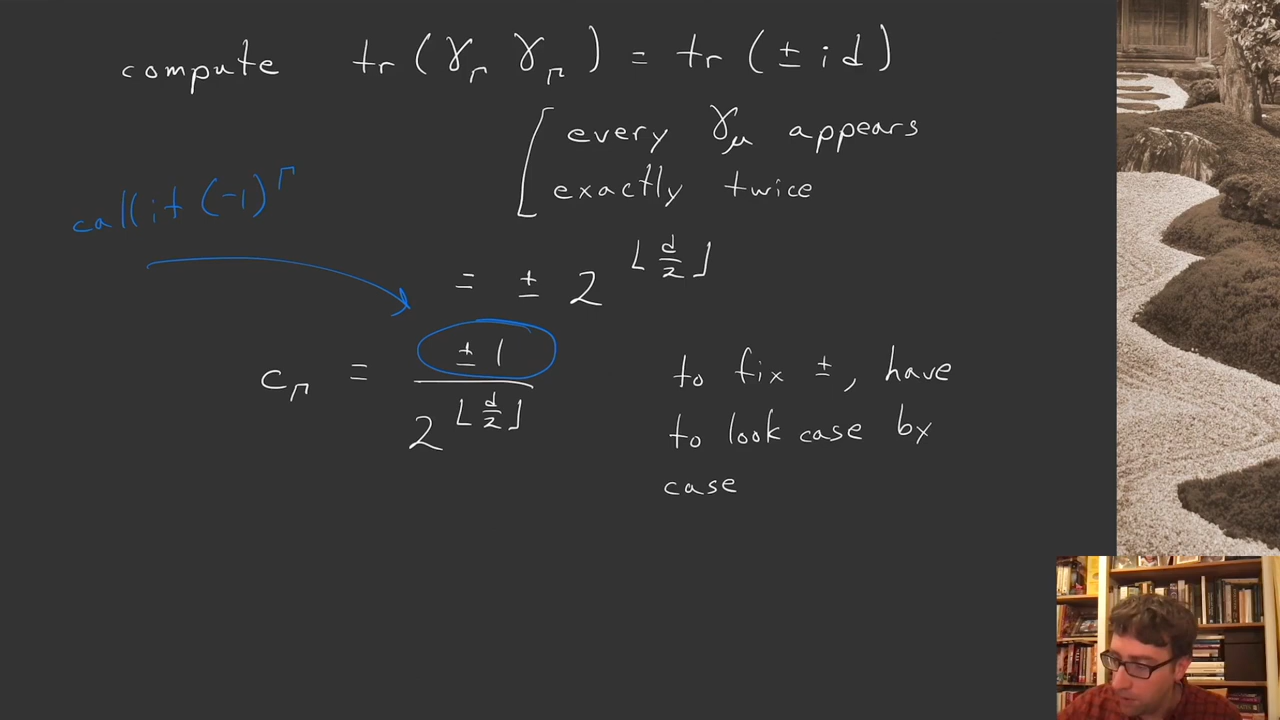 compute tr(γ_Γ γ_Γ) = tr(± id)
[ every γ_μ appears
exactly twice
call it (-1)^Γ
= ± 2^⌊d/2⌋
c_Γ = ±1 / 2^⌊d/2⌋
to fix ±, have
to look case by
case